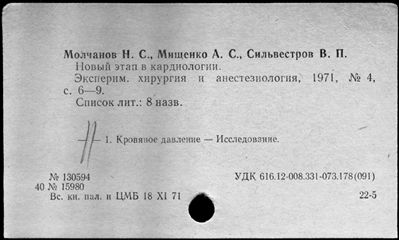 Молчанов Н. С., Мищенко А. С., Сильвестров В. П.
Новый этап в кардиологии.
Эксперим. хирургия и анестезиология, 1971, № 4,
с. 6—9.
Список лит.: 8 назв.
— 1. Кровяное давление — Исследовзние.
№ 130594
УДК 616.12-008.331-073.178(091)
40 № 15980
Вс. кн. пал. и ЦМБ 18 XI 71
22-5